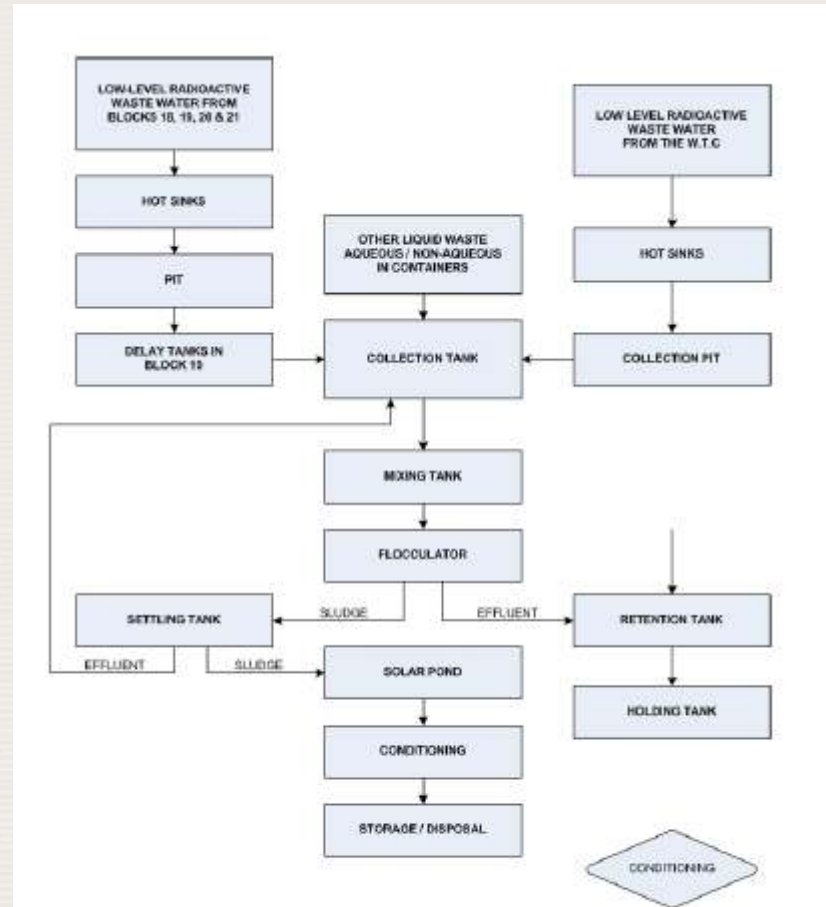 LOW-LEVEL RADIOACTIVE
WASTE WATER FROM
BLOCKS 18, 19, 20 & 21
HOT SINKS
PIT
DELAY TANKS IN
BLOCK 19
OTHER LIQUID WASTE
AQUEOUS / NON-AQUEOUS
IN CONTAINERS
COLLECTION TANK
LOW LEVEL RADIOACTIVE
WASTE WATER
FROM THE W.T.C
HOT SINKS
COLLECTION PIT
MIXING TANK
FLOCCULATOR
SLUDGE
EFFLUENT
SETTLING TANK
RETENTION TANK
EFFLUENT
SLUDGE
SOLAR POND
HOLDING TANK
CONDITIONING
STORAGE / DISPOSAL
CONDITIONING